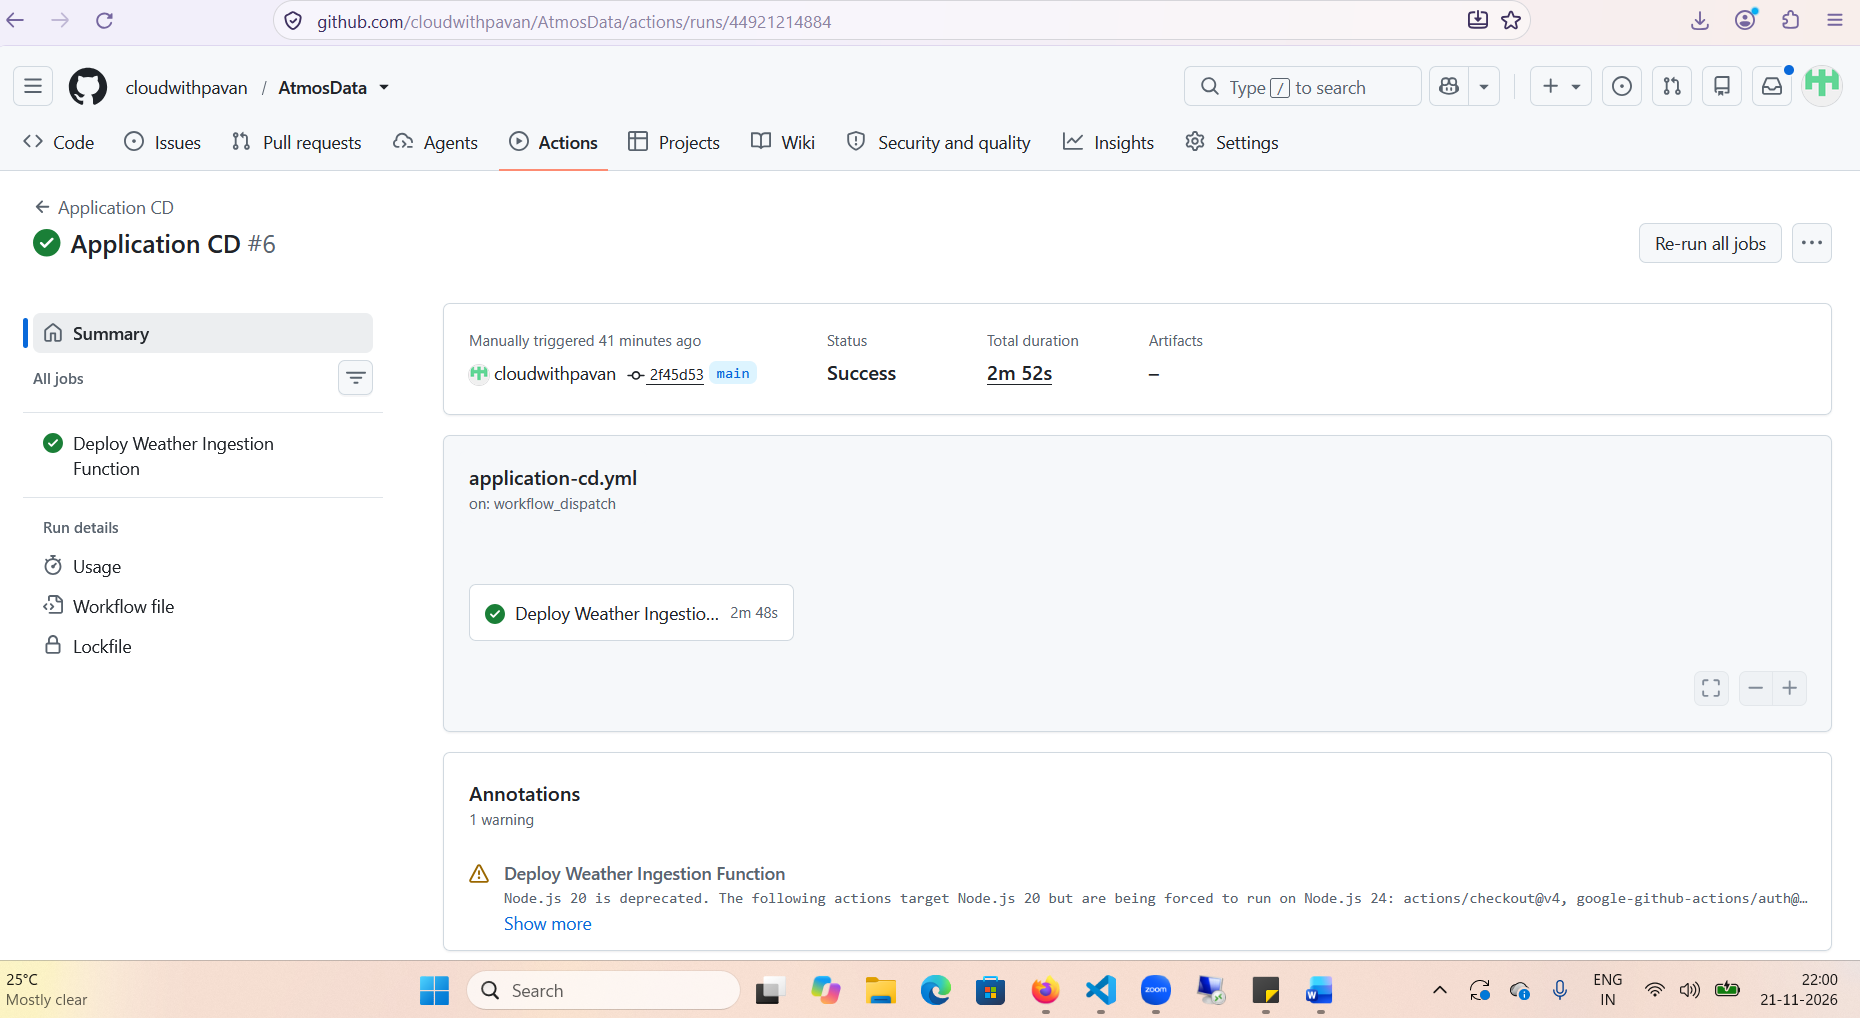 github.com/cloudwithpavan/AtmosData/actions/runs/44921214884
cloudwithpavan / AtmosData
Type / to search
Code Issues Pull requests Agents Actions Projects Wiki Security and quality Insights Settings
Application CD
Application CD #6
Re-run all jobs
Summary
All jobs
Deploy Weather Ingestion
Function
Run details
Usage
Workflow file
Lockfile
Manually triggered 41 minutes ago
cloudwithpavan 2f45d53 main
Status
Success
Total duration
2m 52s
Artifacts
–
application-cd.yml
on: workflow_dispatch
Deploy Weather Ingestio... 2m 48s
Annotations
1 warning
Deploy Weather Ingestion Function
Node.js 20 is deprecated. The following actions target Node.js 20 but are being forced to run on Node.js 24: actions/checkout@v4, google-github-actions/auth@…
Show more
25°C
Mostly clear
Search
zoom
ENG
IN
22:00
21-11-2026